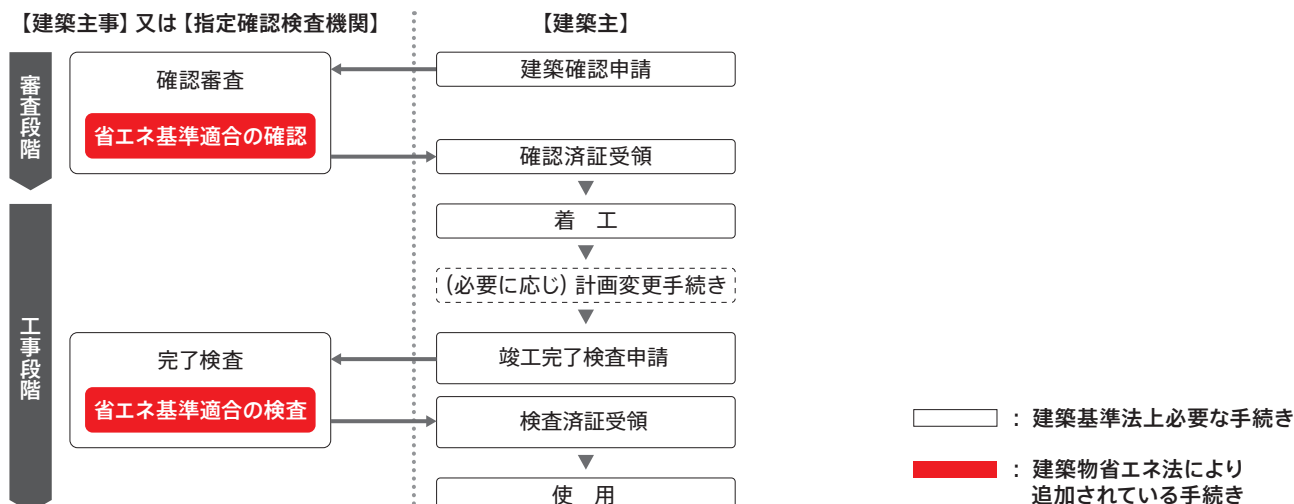 【建築主事】又は【指定確認検査機関】
【建築主】
審査段階
確認審査
省エネ基準適合の確認
建築確認申請
確認済証受領
着　工
(必要に応じ) 計画変更手続き
工事段階
完了検査
省エネ基準適合の検査
竣工完了検査申請
検査済証受領
使　用
： 建築基準法上必要な手続き
： 建築物省エネ法により
追加されている手続き